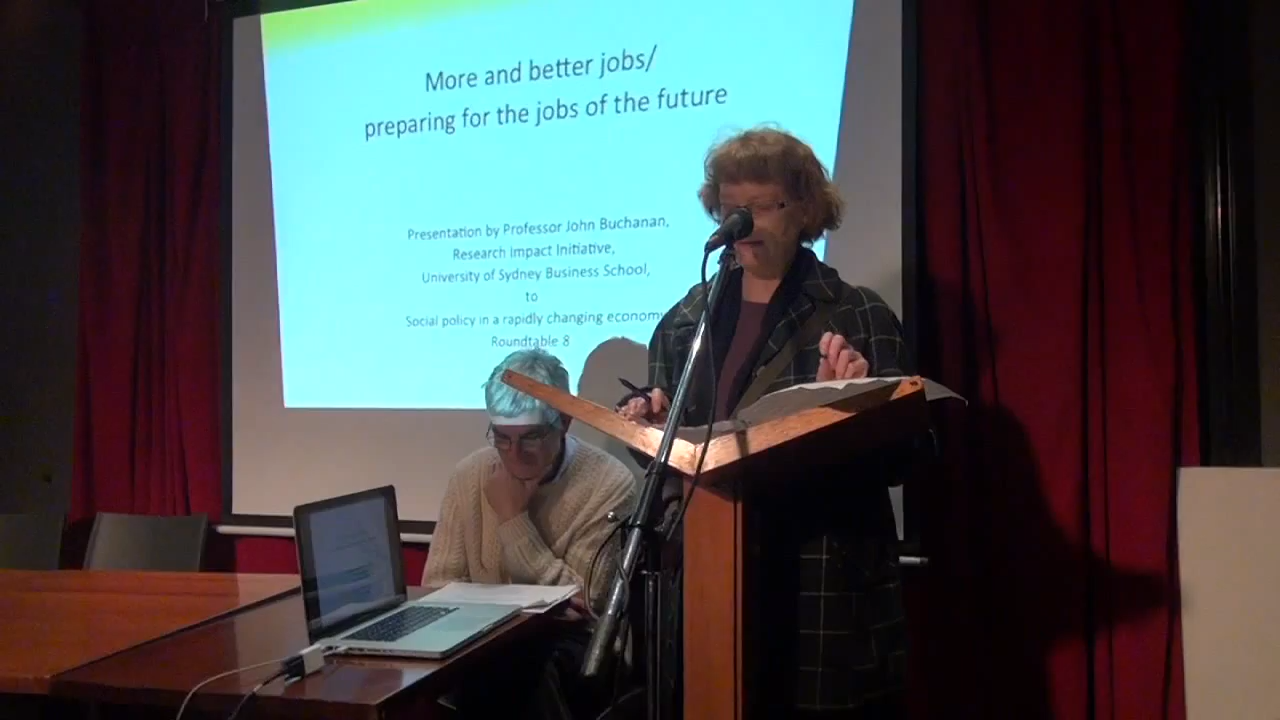 More and better jobs/
preparing for the jobs of the future
Presentation by Professor John Buchanan,
Research Impact Initiative,
University of Sydney Business School,
to
Social policy in a rapidly changing economy
Roundtable 8